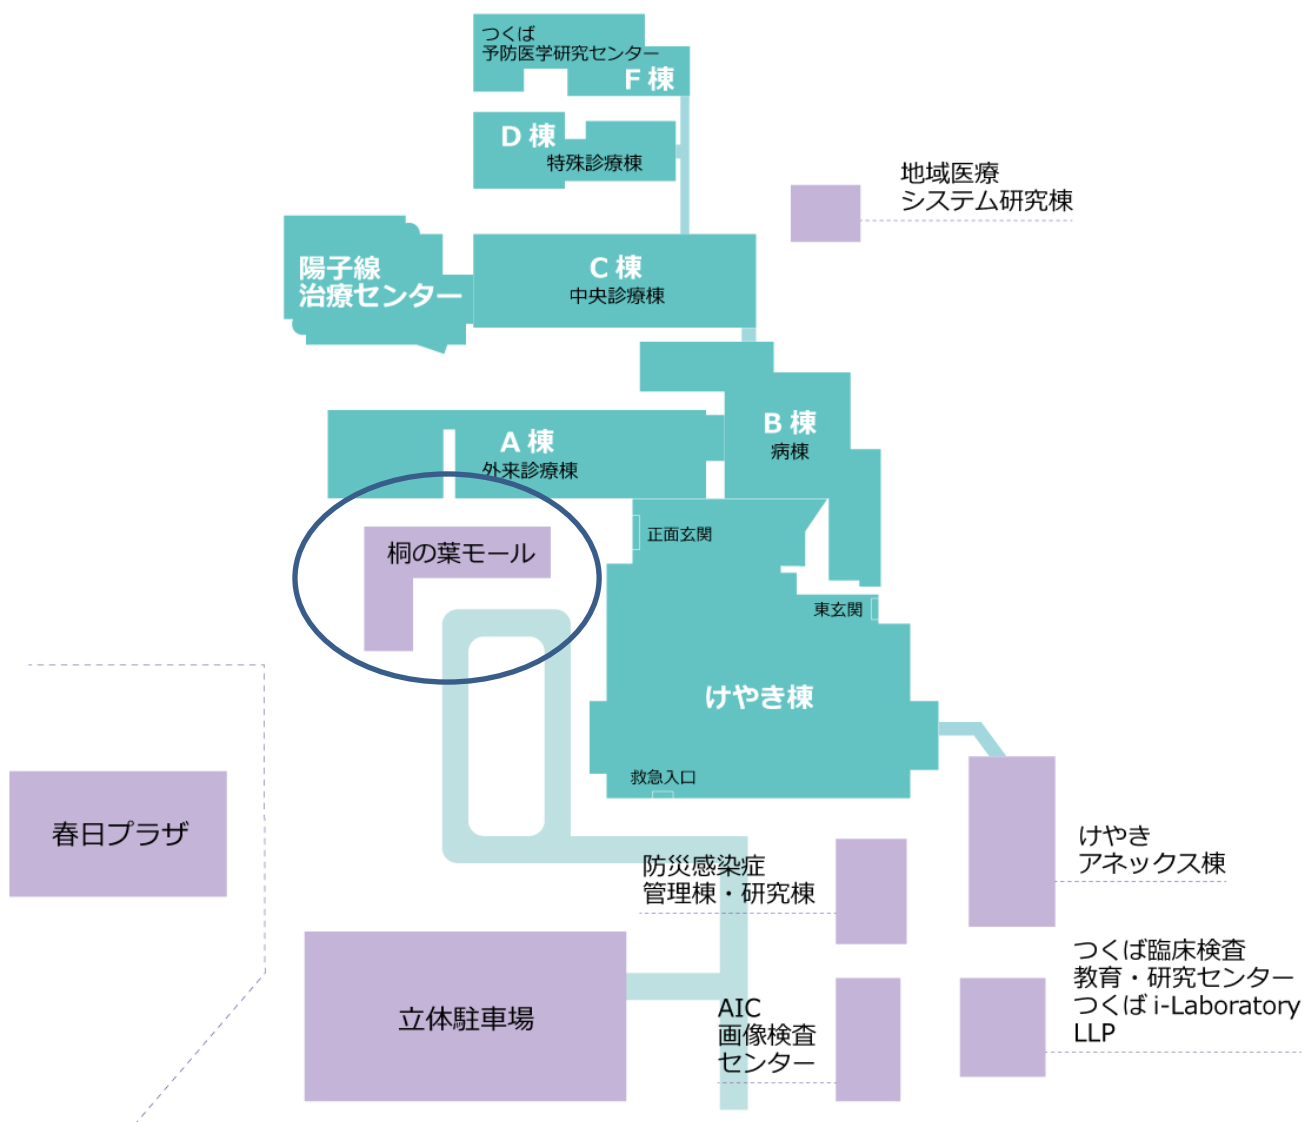 つくば
予防医学研究センター
F 棟
D 棟
特殊診療棟
地域医療
システム研究棟
陽子線
治療センター
C 棟
中央診療棟
B 棟
病棟
A 棟
外来診療棟
正面玄関
桐の葉モール
東玄関
けやき棟
救急入口
春日プラザ
けやき
アネックス棟
防災感染症
管理棟・研究棟
つくば臨床検査
教育・研究センター
つくば i-Laboratory
LLP
立体駐車場
AIC
画像検査
センター